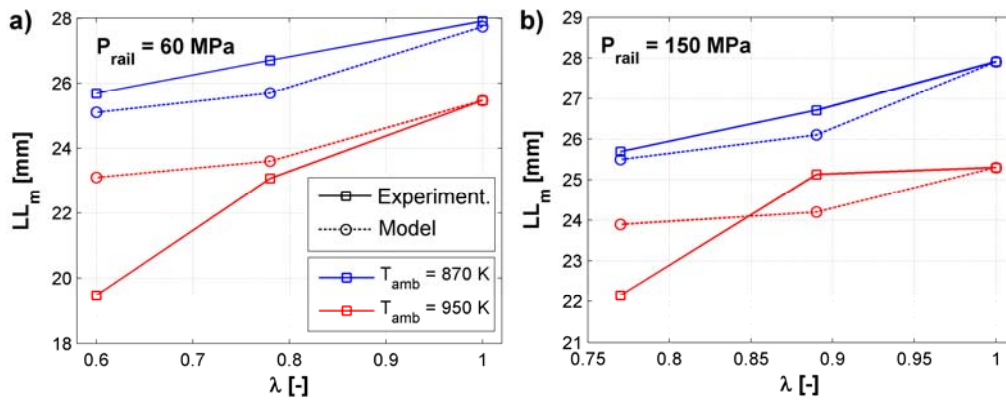 a)
P_rail = 60 MPa
28
26
24
22
20
18
LL_m [mm]
0.6
0.7
0.8
0.9
1
λ [-]
Experiment.
Model
T_amb = 870 K
T_amb = 950 K
b)
P_rail = 150 MPa
29
28
27
26
25
24
23
22
21
LL_m [mm]
0.75
0.8
0.85
0.9
0.95
1
λ [-]